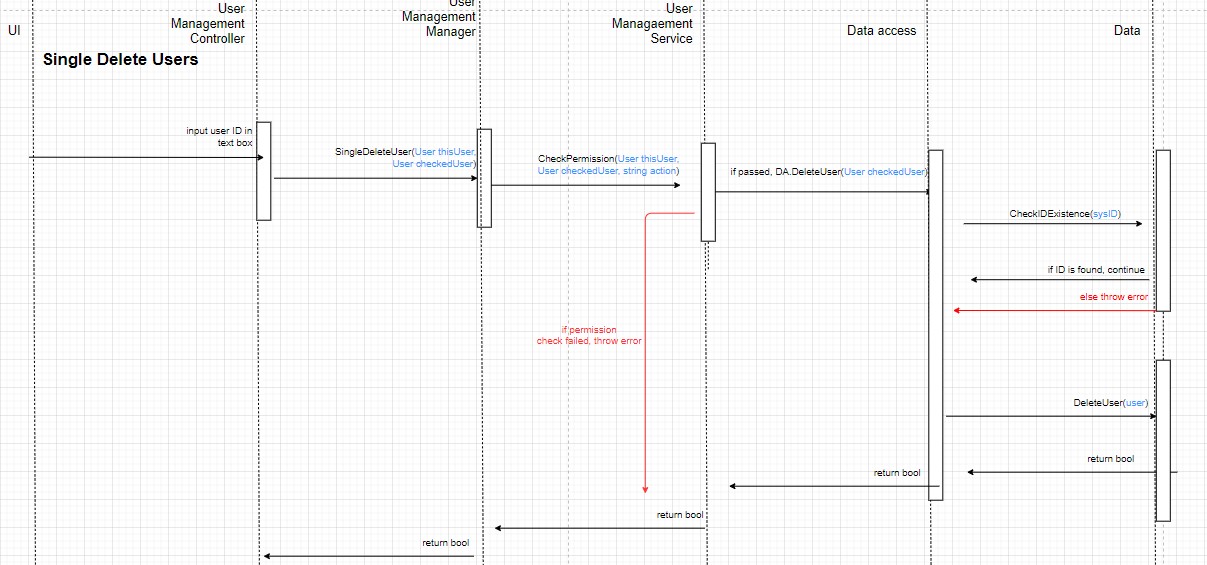 UI
User
Management
Controller
User
Management
Manager
User
Managaement
Service
Data access
Data
Single Delete Users
input user ID in
text box
SingleDeleteUser(User thisUser,
User checkedUser)
CheckPermission(User thisUser,
User checkedUser, string action)
if passed, DA.DeleteUser(User checkedUser)
CheckIDExistence(sysID)
if ID is found, continue
else throw error
if permission
check failed, throw error
DeleteUser(user)
return bool
return bool
return bool
return bool